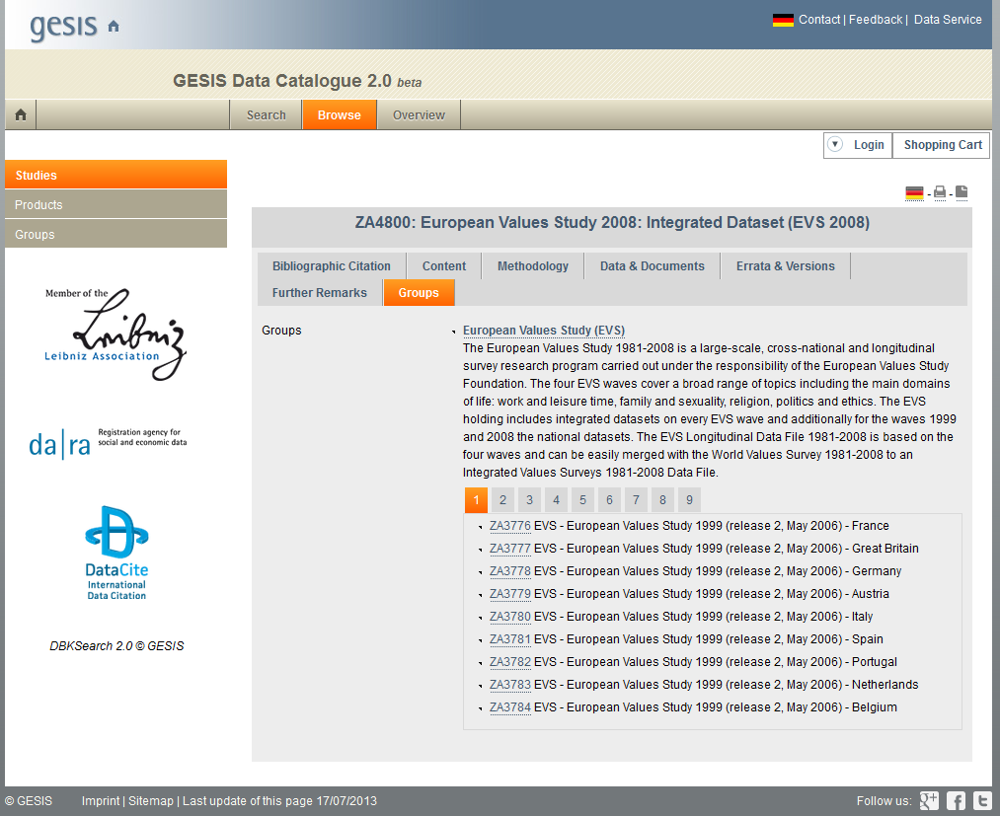 gesis
Contact | Feedback | Data Service
GESIS Data Catalogue 2.0 beta
Search Browse Overview
Login Shopping Cart
Studies
Products
Groups
- -
ZA4800: European Values Study 2008: Integrated Dataset (EVS 2008)
Bibliographic Citation Content Methodology Data & Documents Errata & Versions
Further Remarks Groups
Member of the
Leibniz
Leibniz Association
da|ra Registration agency for
social and economic data
DataCite
International
Data Citation
DBKSearch 2.0 © GESIS
Groups
European Values Study (EVS)
The European Values Study 1981-2008 is a large-scale, cross-national and longitudinal
survey research program carried out under the responsibility of the European Values Study
Foundation. The four EVS waves cover a broad range of topics including the main domains
of life: work and leisure time, family and sexuality, religion, politics and ethics. The EVS
holding includes integrated datasets on every EVS wave and additionally for the waves 1999
and 2008 the national datasets. The EVS Longitudinal Data File 1981-2008 is based on the
four waves and can be easily merged with the World Values Survey 1981-2008 to an
Integrated Values Surveys 1981-2008 Data File.
1 2 3 4 5 6 7 8 9
ZA3776 EVS - European Values Study 1999 (release 2, May 2006) - France
ZA3777 EVS - European Values Study 1999 (release 2, May 2006) - Great Britain
ZA3778 EVS - European Values Study 1999 (release 2, May 2006) - Germany
ZA3779 EVS - European Values Study 1999 (release 2, May 2006) - Austria
ZA3780 EVS - European Values Study 1999 (release 2, May 2006) - Italy
ZA3781 EVS - European Values Study 1999 (release 2, May 2006) - Spain
ZA3782 EVS - European Values Study 1999 (release 2, May 2006) - Portugal
ZA3783 EVS - European Values Study 1999 (release 2, May 2006) - Netherlands
ZA3784 EVS - European Values Study 1999 (release 2, May 2006) - Belgium
© GESIS Imprint | Sitemap | Last update of this page 17/07/2013
Follow us: g+ f t